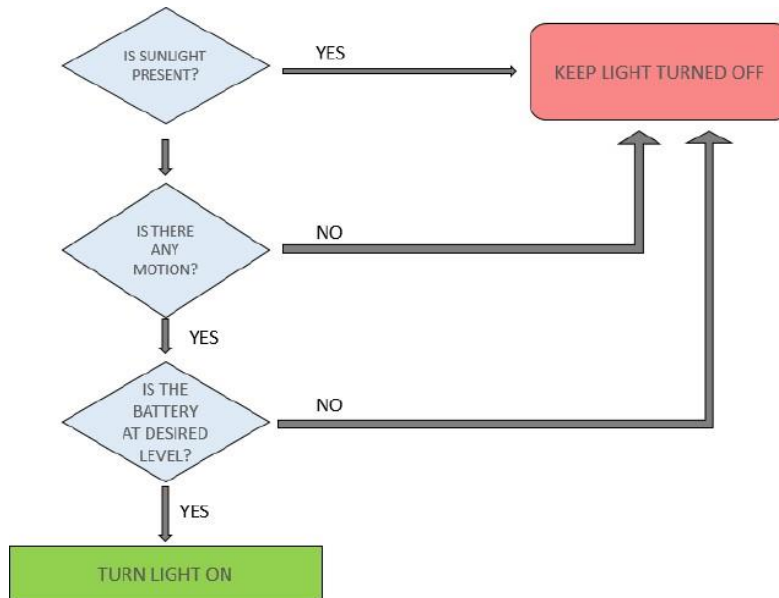 IS SUNLIGHT
PRESENT?
YES
KEEP LIGHT TURNED OFF
IS THERE
ANY
MOTION?
NO
YES
IS THE
BATTERY
AT DESIRED
LEVEL?
NO
YES
TURN LIGHT ON